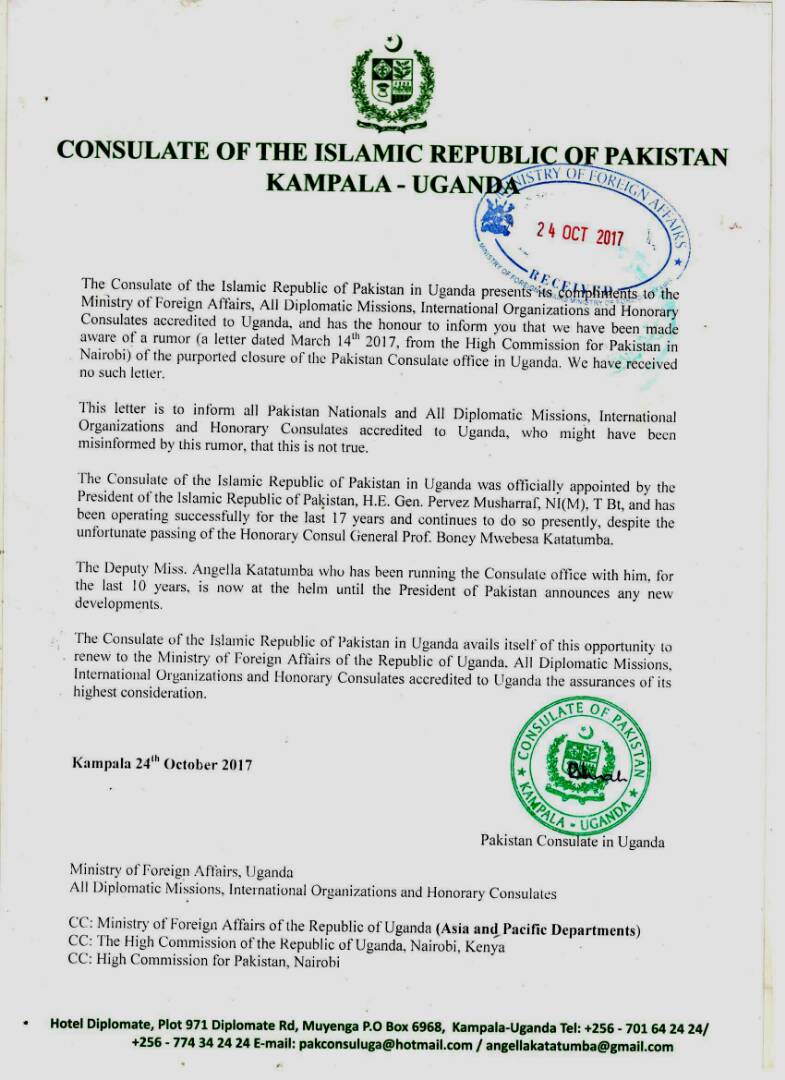 CONSULATE OF THE ISLAMIC REPUBLIC OF PAKISTAN
KAMPALA - UGANDA
MINISTRY OF FOREIGN AFFAIRS
24 OCT 2017
RECEIVED
The Consulate of the Islamic Republic of Pakistan in Uganda presents its compliments to the
Ministry of Foreign Affairs, All Diplomatic Missions, International Organizations and Honorary
Consulates accredited to Uganda, and has the honour to inform you that we have been made
aware of a rumor (a letter dated March 14th 2017, from the High Commission for Pakistan in
Nairobi) of the purported closure of the Pakistan Consulate office in Uganda. We have received
no such letter.
This letter is to inform all Pakistan Nationals and All Diplomatic Missions, International
Organizations and Honorary Consulates accredited to Uganda, who might have been
misinformed by this rumor, that this is not true.
The Consulate of the Islamic Republic of Pakistan in Uganda was officially appointed by the
President of the Islamic Republic of Pakistan, H.E. Gen. Pervez Musharraf, NI(M), T Bt, and has
been operating successfully for the last 17 years and continues to do so presently, despite the
unfortunate passing of the Honorary Consul General Prof. Boney Mwebesa Katatumba.
The Deputy Miss. Angella Katatumba who has been running the Consulate office with him, for
the last 10 years, is now at the helm until the President of Pakistan announces any new
developments.
The Consulate of the Islamic Republic of Pakistan in Uganda avails itself of this opportunity to
renew to the Ministry of Foreign Affairs of the Republic of Uganda, All Diplomatic Missions,
International Organizations and Honorary Consulates accredited to Uganda the assurances of its
highest consideration.
CONSULATE OF PAKISTAN
KAMPALA - UGANDA
Kampala 24th October 2017
Pakistan Consulate in Uganda
Ministry of Foreign Affairs, Uganda
All Diplomatic Missions, International Organizations and Honorary Consulates
CC: Ministry of Foreign Affairs of the Republic of Uganda (Asia and Pacific Departments)
CC: The High Commission of the Republic of Uganda, Nairobi, Kenya
CC: High Commission for Pakistan, Nairobi
Hotel Diplomate, Plot 971 Diplomate Rd, Muyenga P.O Box 6968, Kampala-Uganda Tel: +256 - 701 64 24 24/
+256 - 774 34 24 24 E-mail: pakconsuluga@hotmail.com / angellakatatumba@gmail.com